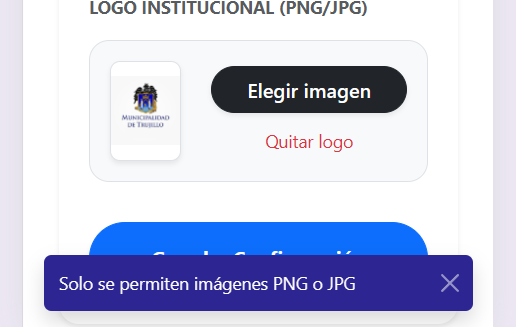 LOGO INSTITUCIONAL (PNG/JPG)
Elegir imagen
MUNICIPALIDAD
DE TRUJILLO
Quitar logo
Solo se permiten imágenes PNG o JPG